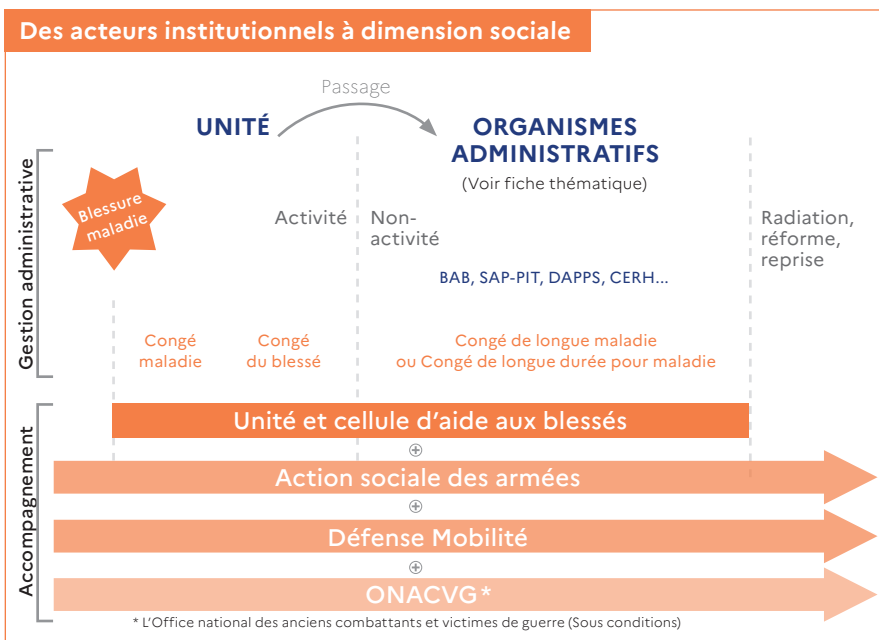 Des acteurs institutionnels à dimension sociale
Passage
UNITÉ
ORGANISMES
ADMINISTRATIFS
(Voir fiche thématique)
Gestion administrative
Blessure
maladie
Activité
Non-
activité
Radiation,
réforme,
reprise
BAB, SAP-PIT, DAPPS, CERH...
Congé
maladie
Congé
du blessé
Congé de longue maladie
ou Congé de longue durée pour maladie
Accompagnement
Unité et cellule d’aide aux blessés
Action sociale des armées
Défense Mobilité
ONACVG*
* L’Office national des anciens combattants et victimes de guerre (Sous conditions)